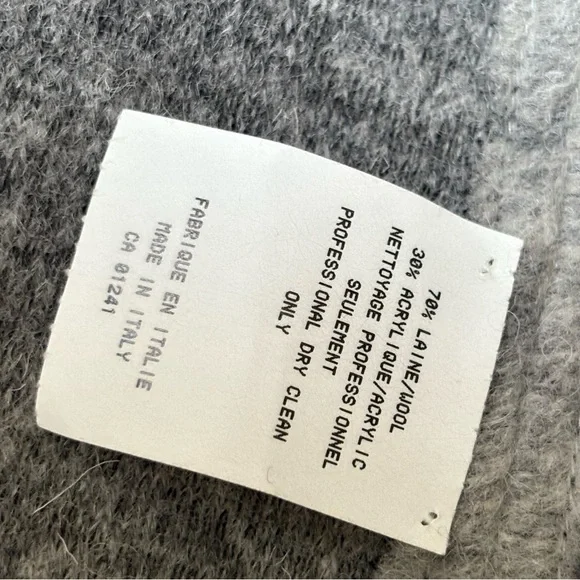 70% LAINE/WOOL
30% ACRYLIQUE/ACRYLIC
NETTOYAGE PROFESSIONNEL
SEULEMENT
PROFESSIONAL DRY CLEAN
ONLY
FABRIQUE EN ITALIE
MADE IN ITALY
CA 01241